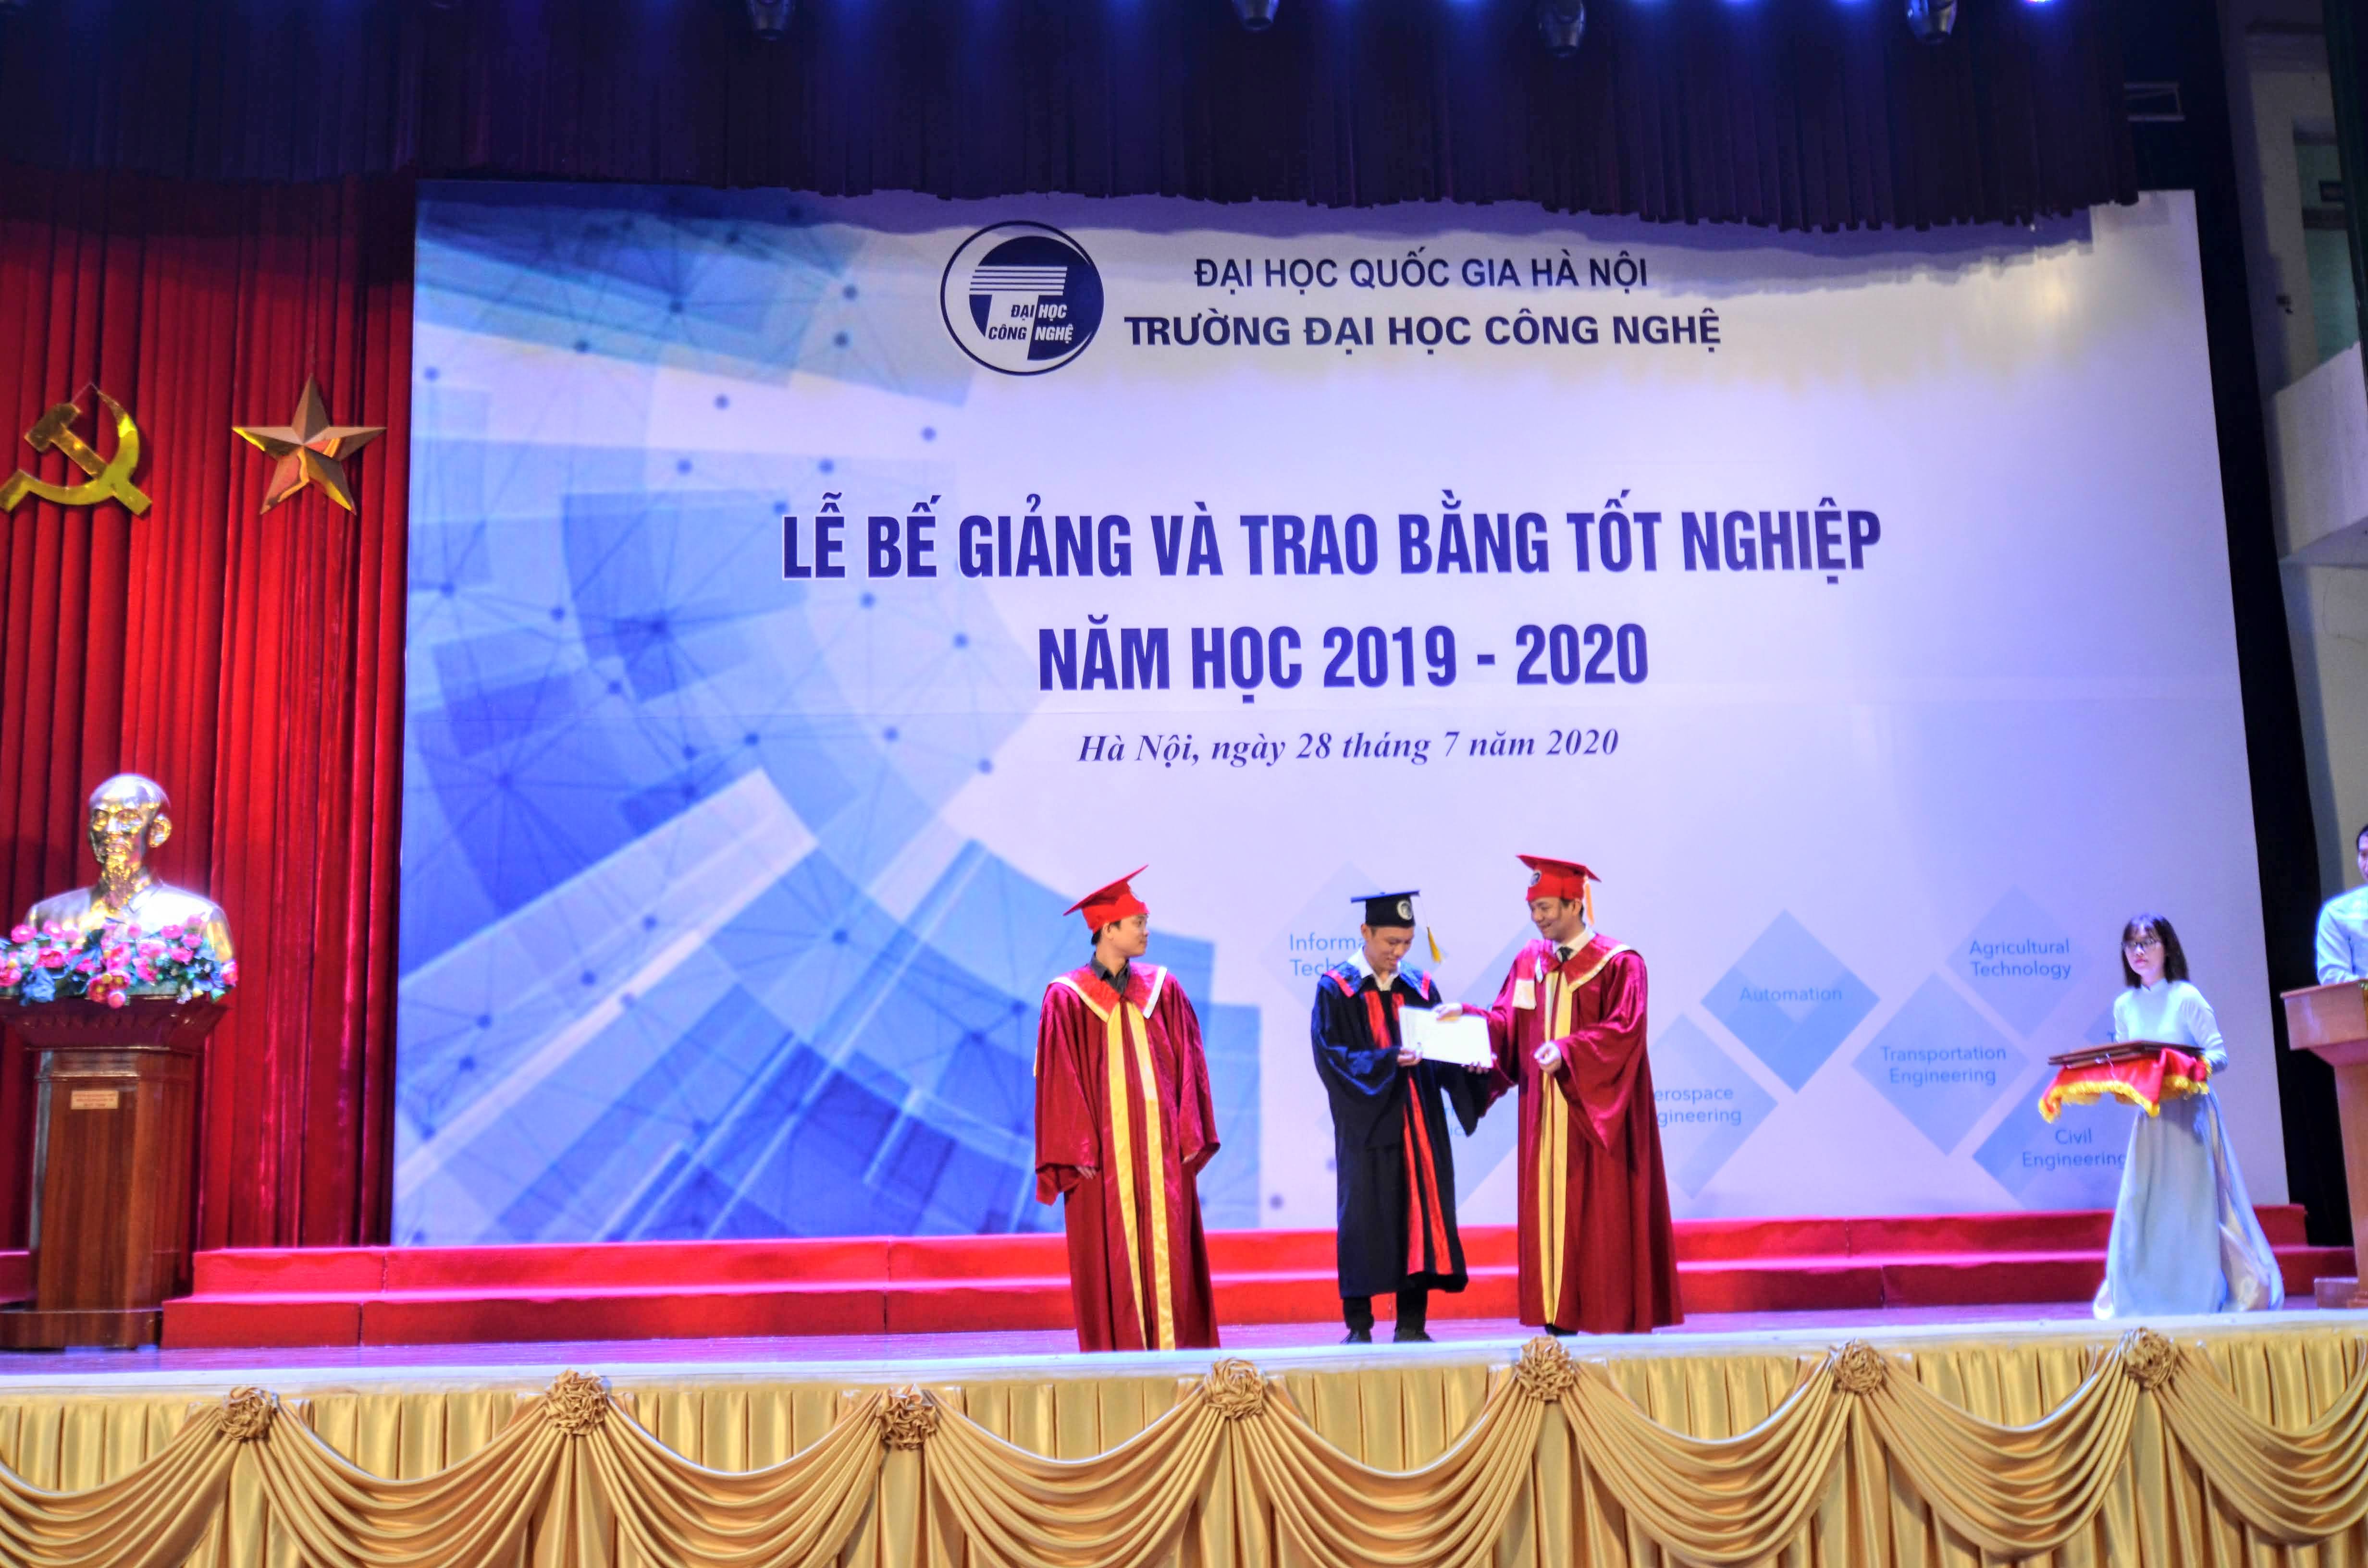 ĐẠI HỌC
CÔNG NGHỆ
ĐẠI HỌC QUỐC GIA HÀ NỘI
TRƯỜNG ĐẠI HỌC CÔNG NGHỆ
LỄ BẾ GIẢNG VÀ TRAO BẰNG TỐT NGHIỆP
NĂM HỌC 2019 - 2020
Hà Nội, ngày 28 tháng 7 năm 2020
Agricultural
Technology
Automation
Transportation
Engineering
Civil
Engineering